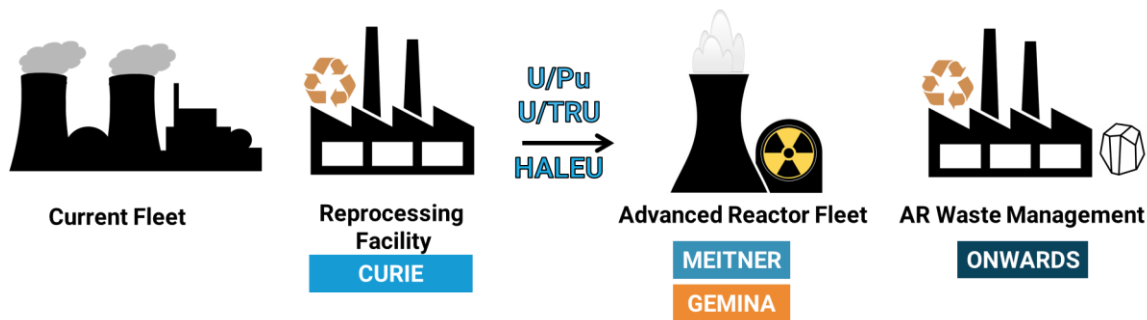 U/Pu
U/TRU
HALEU
Current Fleet
Reprocessing
Facility
CURIE
Advanced Reactor Fleet
MEITNER
GEMINA
AR Waste Management
ONWARDS